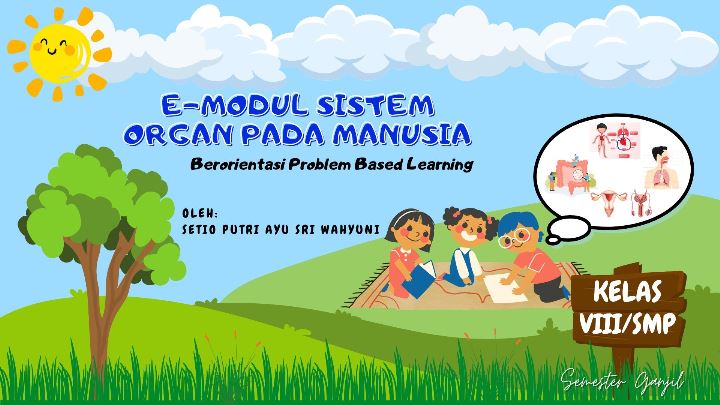 E-MODUL SISTEM
ORGAN PADA MANUSIA
Berorientasi Problem Based Learning
OLEH:
SETIO PUTRI AYU SRI WAHYUNI
KELAS
VIII/SMP
Semester Ganjil